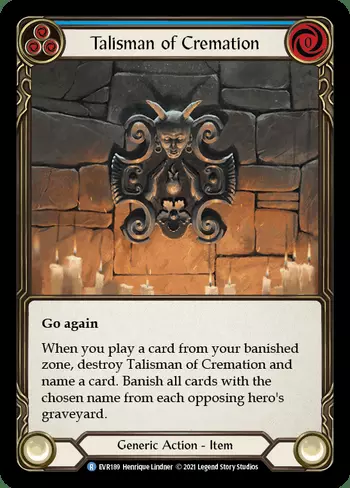 Talisman of Cremation
0
Go again
When you play a card from your banished
zone, destroy Talisman of Cremation and
name a card. Banish all cards with the
chosen name from each opposing hero's
graveyard.
Generic Action - Item
R EVR189 Henrique Lindner © 2021 Legend Story Studios